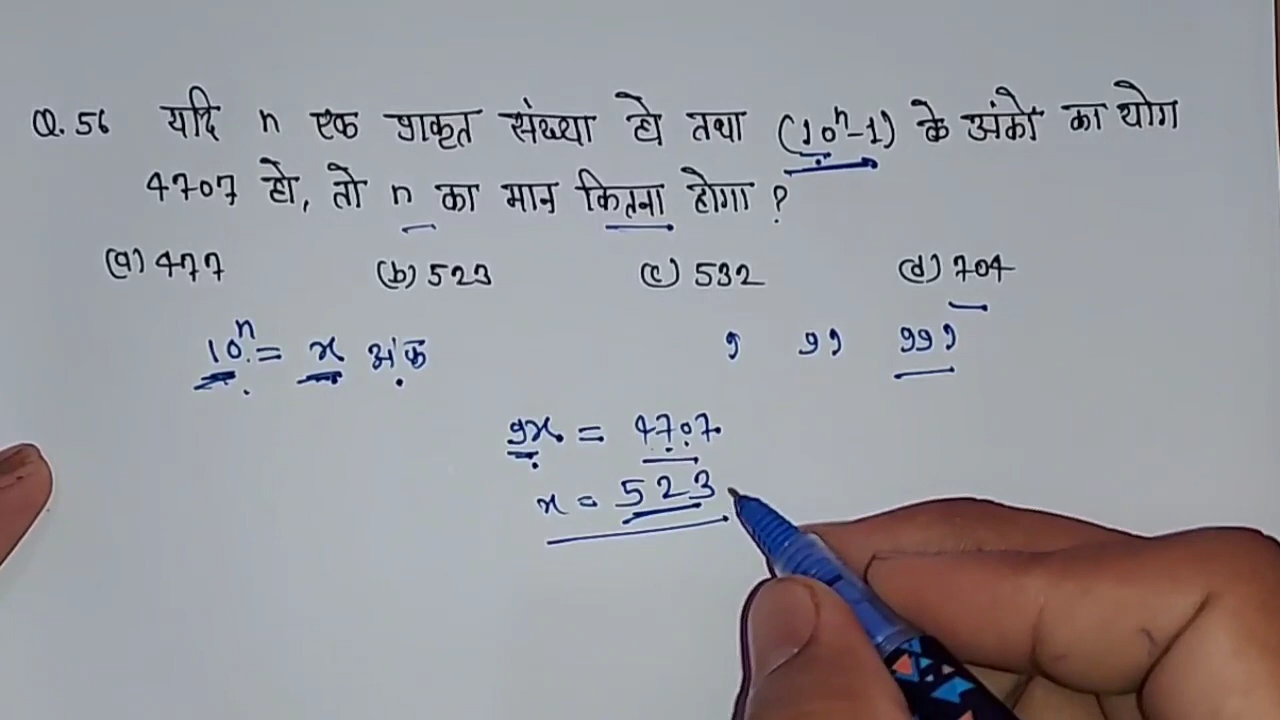 Q. 56 यदि n एक प्राकृत संख्या हो तथा (10ⁿ-1) के अंकों का योग
4707 हो, तो n का मान कितना होगा ?
(a) 477 (b) 523 (c) 532 (d) 704
10ⁿ = x अंक 9 99 999
9x = 4707
x = 523